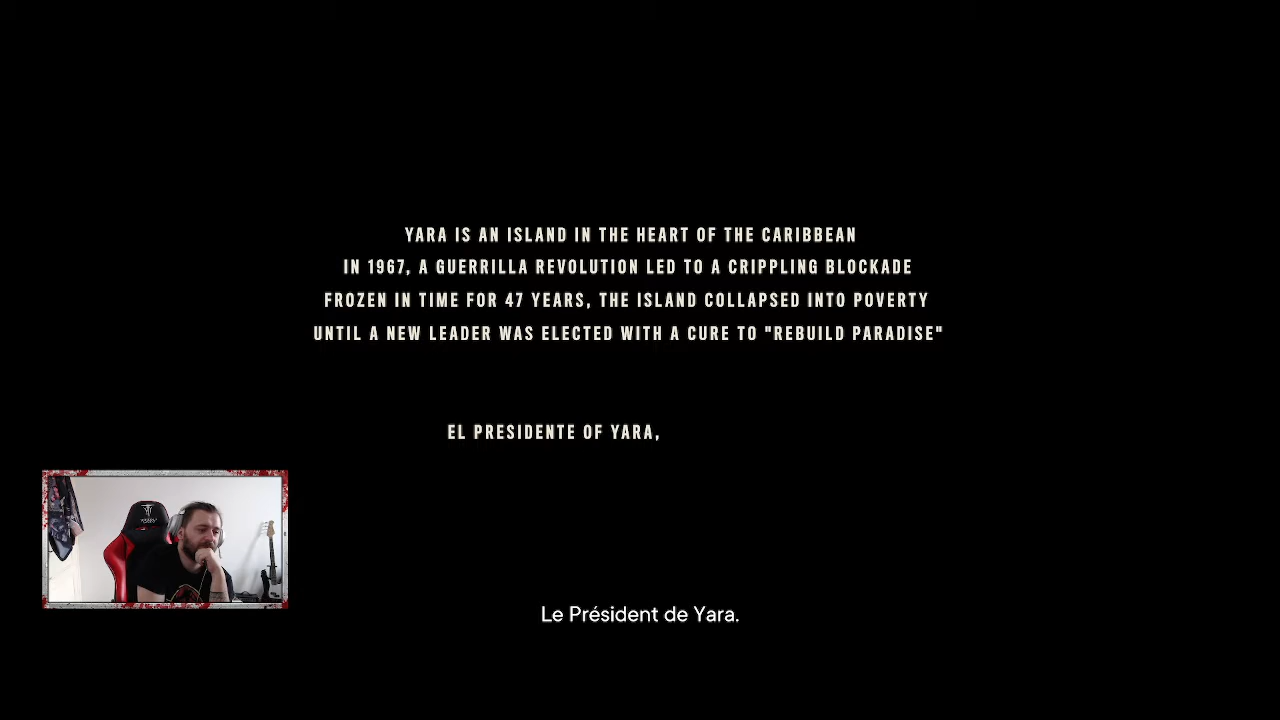 YARA IS AN ISLAND IN THE HEART OF THE CARIBBEAN
IN 1967, A GUERRILLA REVOLUTION LED TO A CRIPPLING BLOCKADE
FROZEN IN TIME FOR 47 YEARS, THE ISLAND COLLAPSED INTO POVERTY
UNTIL A NEW LEADER WAS ELECTED WITH A CURE TO "REBUILD PARADISE"
EL PRESIDENTE OF YARA,
Le Président de Yara.